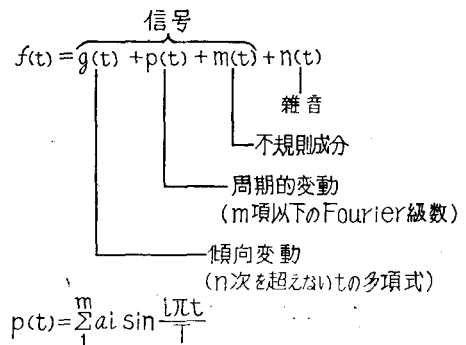 信号
f(t)=g(t)+p(t)+m(t)+n(t)
雑音
不規則成分
周期的変動
(m項以下のFourier級数)
傾向変動
(n次を超えないtの多項式)
p(t)=m∑1 ai sin iπt/T